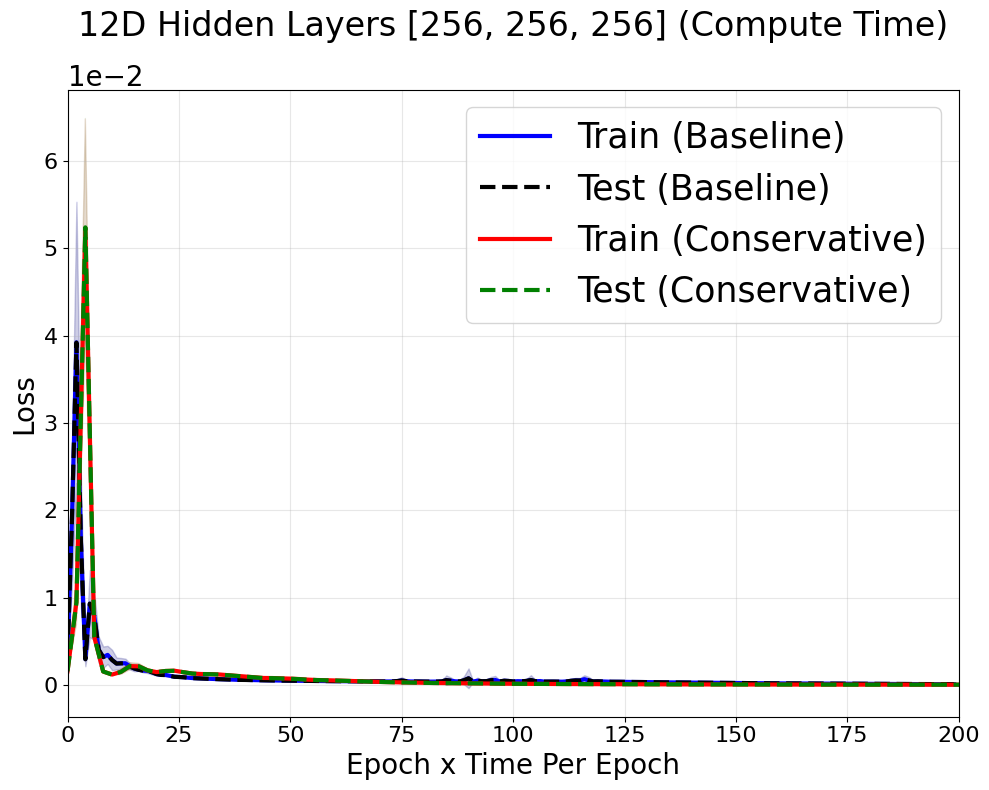 12D Hidden Layers [256, 256, 256] (Compute Time)
1e−2
Train (Baseline)
Test (Baseline)
Train (Conservative)
Test (Conservative)
6
5
4
3
2
1
0
Loss
0 25 50 75 100 125 150 175 200
Epoch x Time Per Epoch